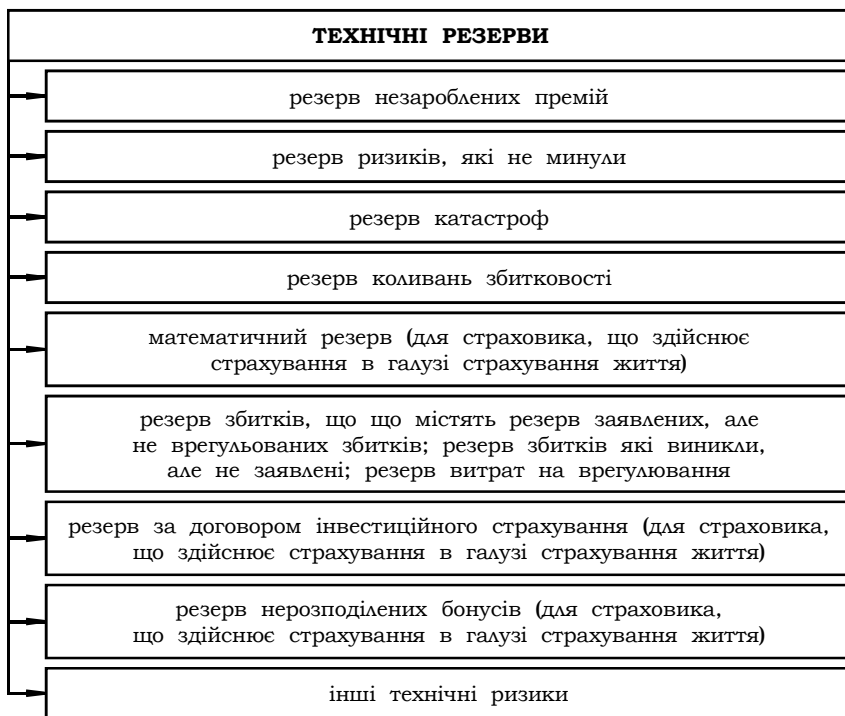 ТЕХНІЧНІ РЕЗЕРВИ
резерв незароблених премій
резерв ризиків, які не минули
резерв катастроф
резерв коливань збитковості
математичний резерв (для страховика, що здійснює
страхування в галузі страхування життя)
резерв збитків, що що містять резерв заявлених, але
не врегульованих збитків; резерв збитків які виникли,
але не заявлені; резерв витрат на врегулювання
резерв за договором інвестиційного страхування (для страховика,
що здійснює страхування в галузі страхування життя)
резерв нерозподілених бонусів (для страховика,
що здійснює страхування в галузі страхування життя)
інші технічні ризики